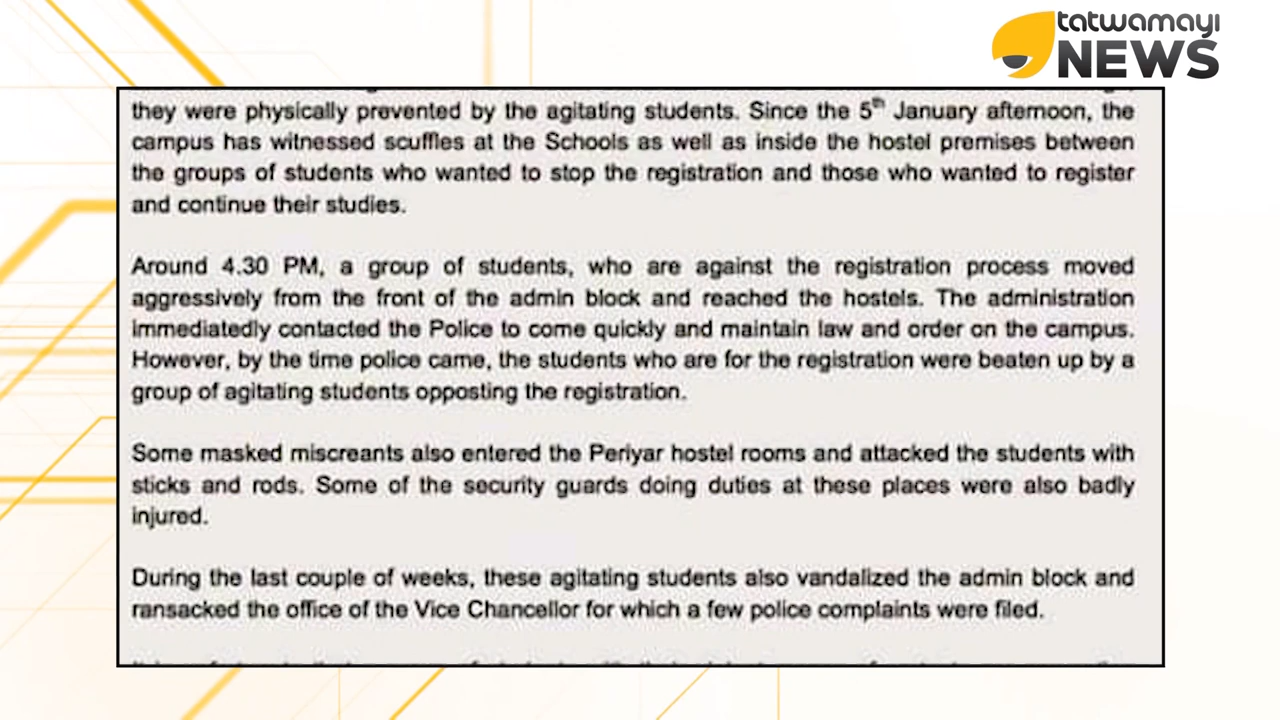 tatwamayi
NEWS
they were physically prevented by the agitating students. Since the 5th January afternoon, the
campus has witnessed scuffles at the Schools as well as inside the hostel premises between
the groups of students who wanted to stop the registration and those who wanted to register
and continue their studies.
Around 4.30 PM, a group of students, who are against the registration process moved
aggressively from the front of the admin block and reached the hostels. The administration
immediatedly contacted the Police to come quickly and maintain law and order on the campus.
However, by the time police came, the students who are for the registration were beaten up by a
group of agitating students opposting the registration.
Some masked miscreants also entered the Periyar hostel rooms and attacked the students with
sticks and rods. Some of the security guards doing duties at these places were also badly
injured.
During the last couple of weeks, these agitating students also vandalized the admin block and
ransacked the office of the Vice Chancellor for which a few police complaints were filed.